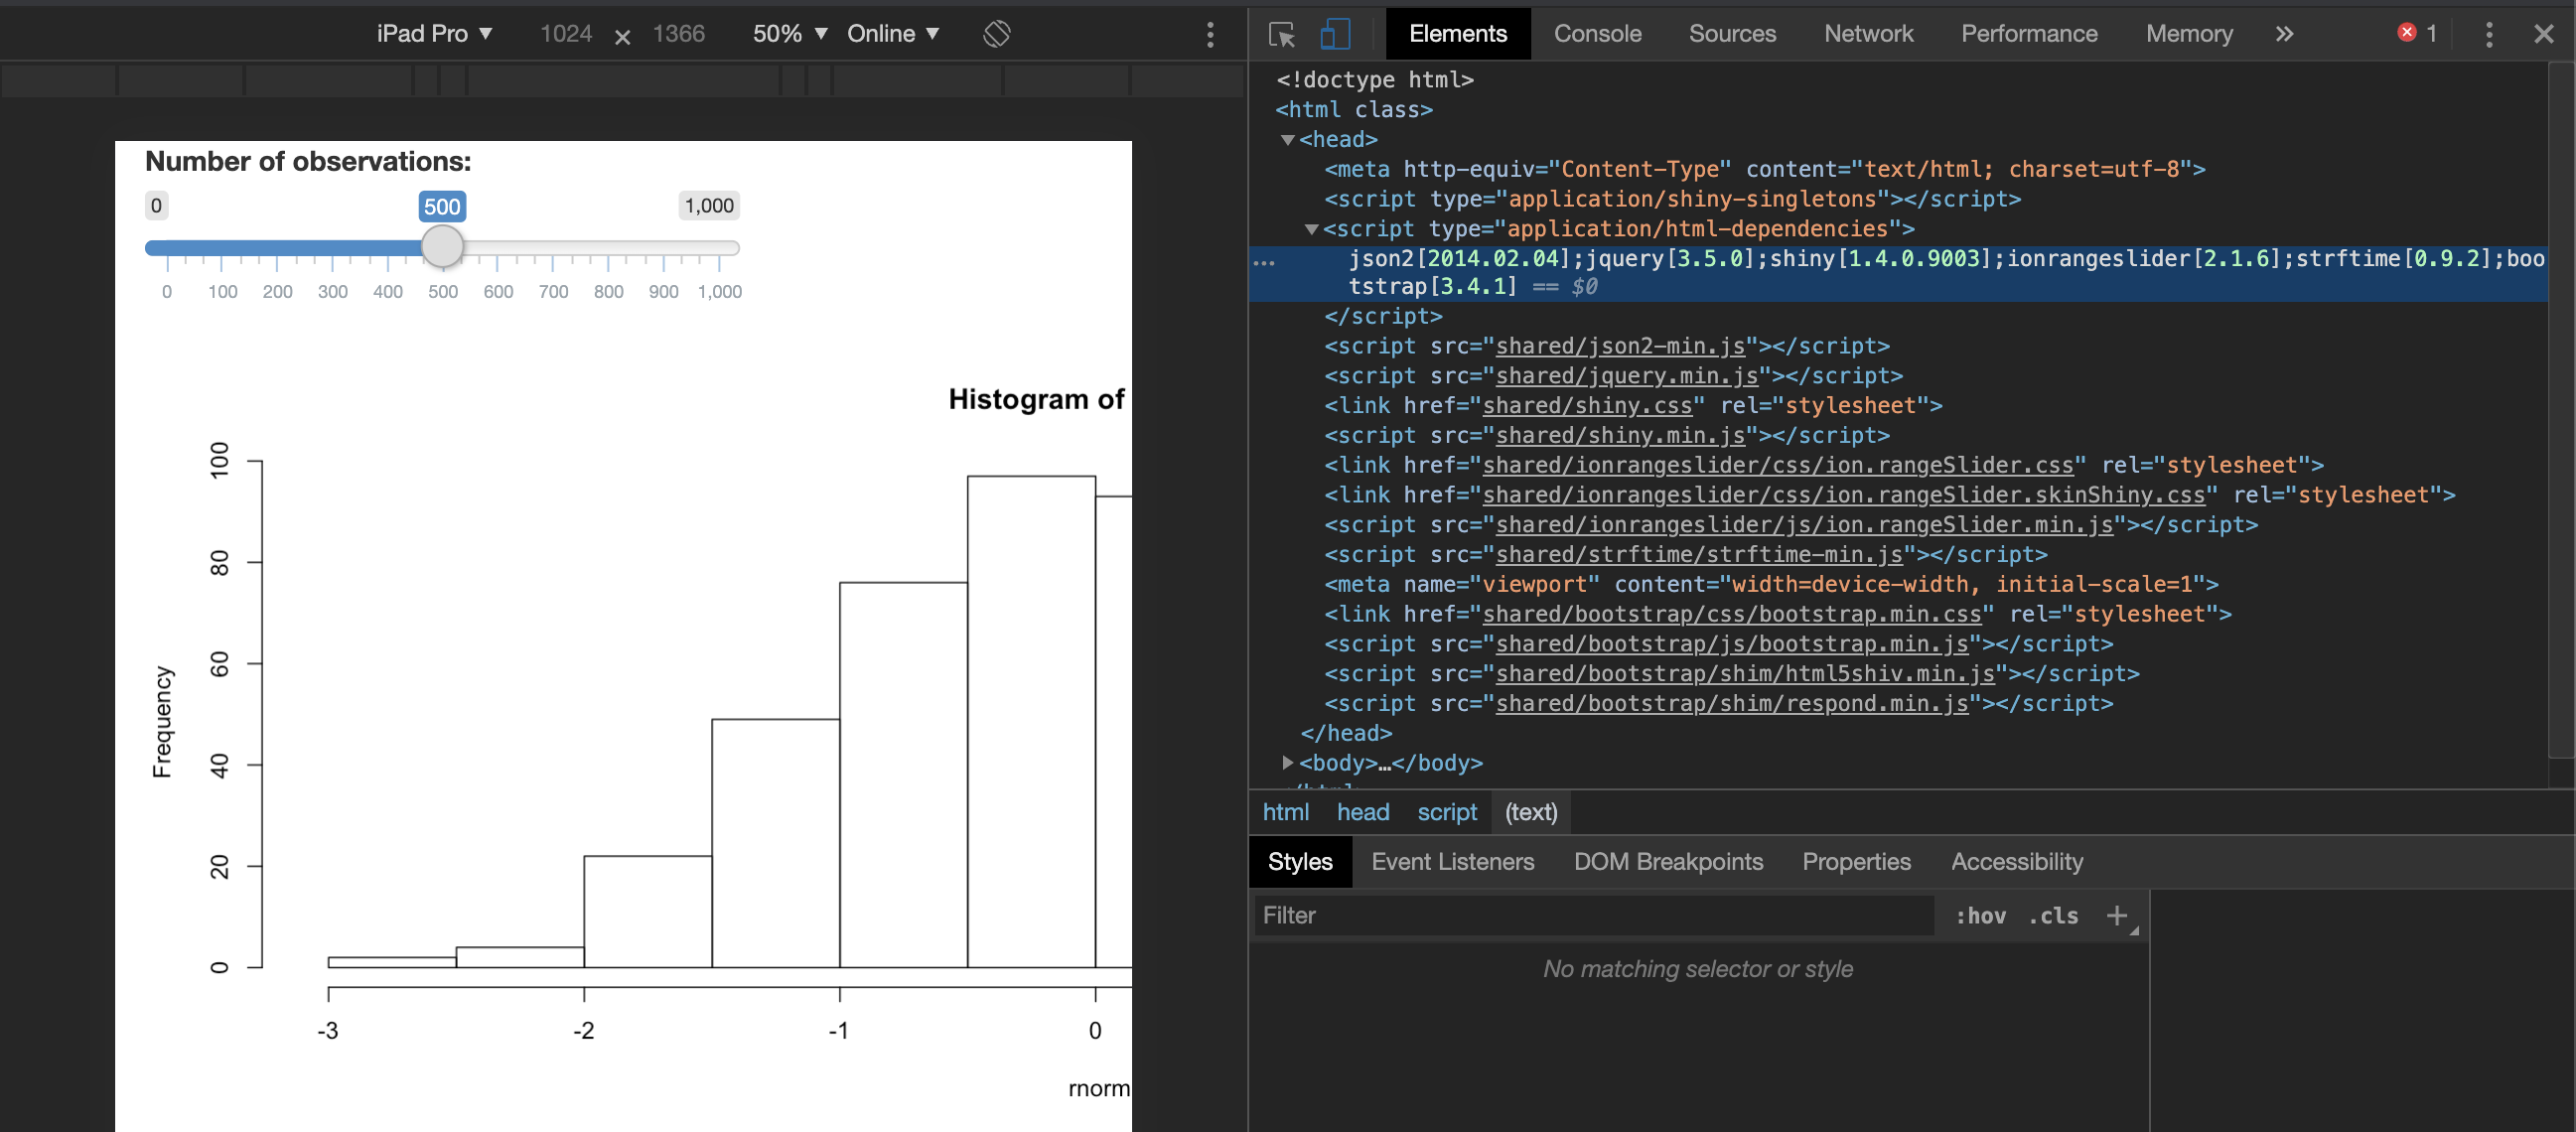 iPad Pro ▼ 1024 × 1366 50% ▼ Online ▼
Number of observations:
0 500 1,000
0 100 200 300 400 500 600 700 800 900 1,000
Histogram of
Frequency
100
80
60
40
20
0
-3 -2 -1 0
rnorm
Elements Console Sources Network Performance Memory » 1
<!doctype html>
<html class>
▼<head>
<meta http-equiv="Content-Type" content="text/html; charset=utf-8">
<script type="application/shiny-singletons"></script>
▼<script type="application/html-dependencies">
… json2[2014.02.04];jquery[3.5.0];shiny[1.4.0.9003];ionrangeslider[2.1.6];strftime[0.9.2];boo
tstrap[3.4.1] == $0
</script>
<script src="shared/json2-min.js"></script>
<script src="shared/jquery.min.js"></script>
<link href="shared/shiny.css" rel="stylesheet">
<script src="shared/shiny.min.js"></script>
<link href="shared/ionrangeslider/css/ion.rangeSlider.css" rel="stylesheet">
<link href="shared/ionrangeslider/css/ion.rangeSlider.skinShiny.css" rel="stylesheet">
<script src="shared/ionrangeslider/js/ion.rangeSlider.min.js"></script>
<script src="shared/strftime/strftime-min.js"></script>
<meta name="viewport" content="width=device-width, initial-scale=1">
<link href="shared/bootstrap/css/bootstrap.min.css" rel="stylesheet">
<script src="shared/bootstrap/js/bootstrap.min.js"></script>
<script src="shared/bootstrap/shim/html5shiv.min.js"></script>
<script src="shared/bootstrap/shim/respond.min.js"></script>
</head>
▶<body>…</body>
html head script (text)
Styles Event Listeners DOM Breakpoints Properties Accessibility
Filter :hov .cls +
No matching selector or style